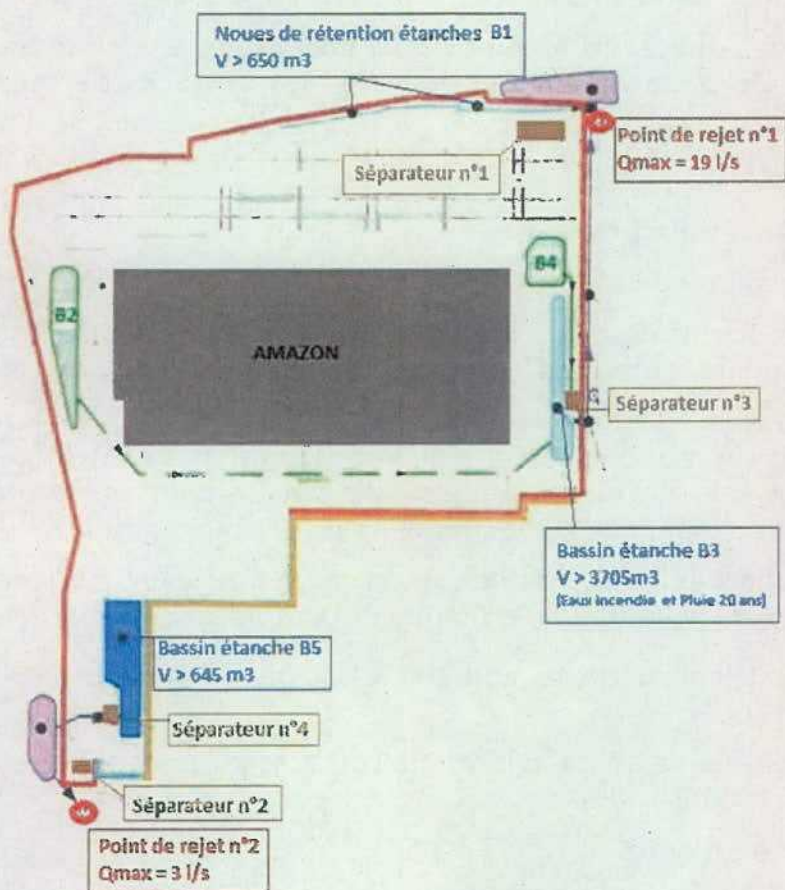 Noues de rétention étanches B1
V > 650 m3
Point de rejet n°1
Qmax = 19 l/s
Séparateur n°1
B4
B2
AMAZON
Séparateur n°3
Bassin étanche B3
V > 3705m3
(Eaux Incendie et Pluie 20 ans)
Bassin étanche B5
V > 645 m3
Séparateur n°4
Séparateur n°2
Point de rejet n°2
Qmax = 3 l/s